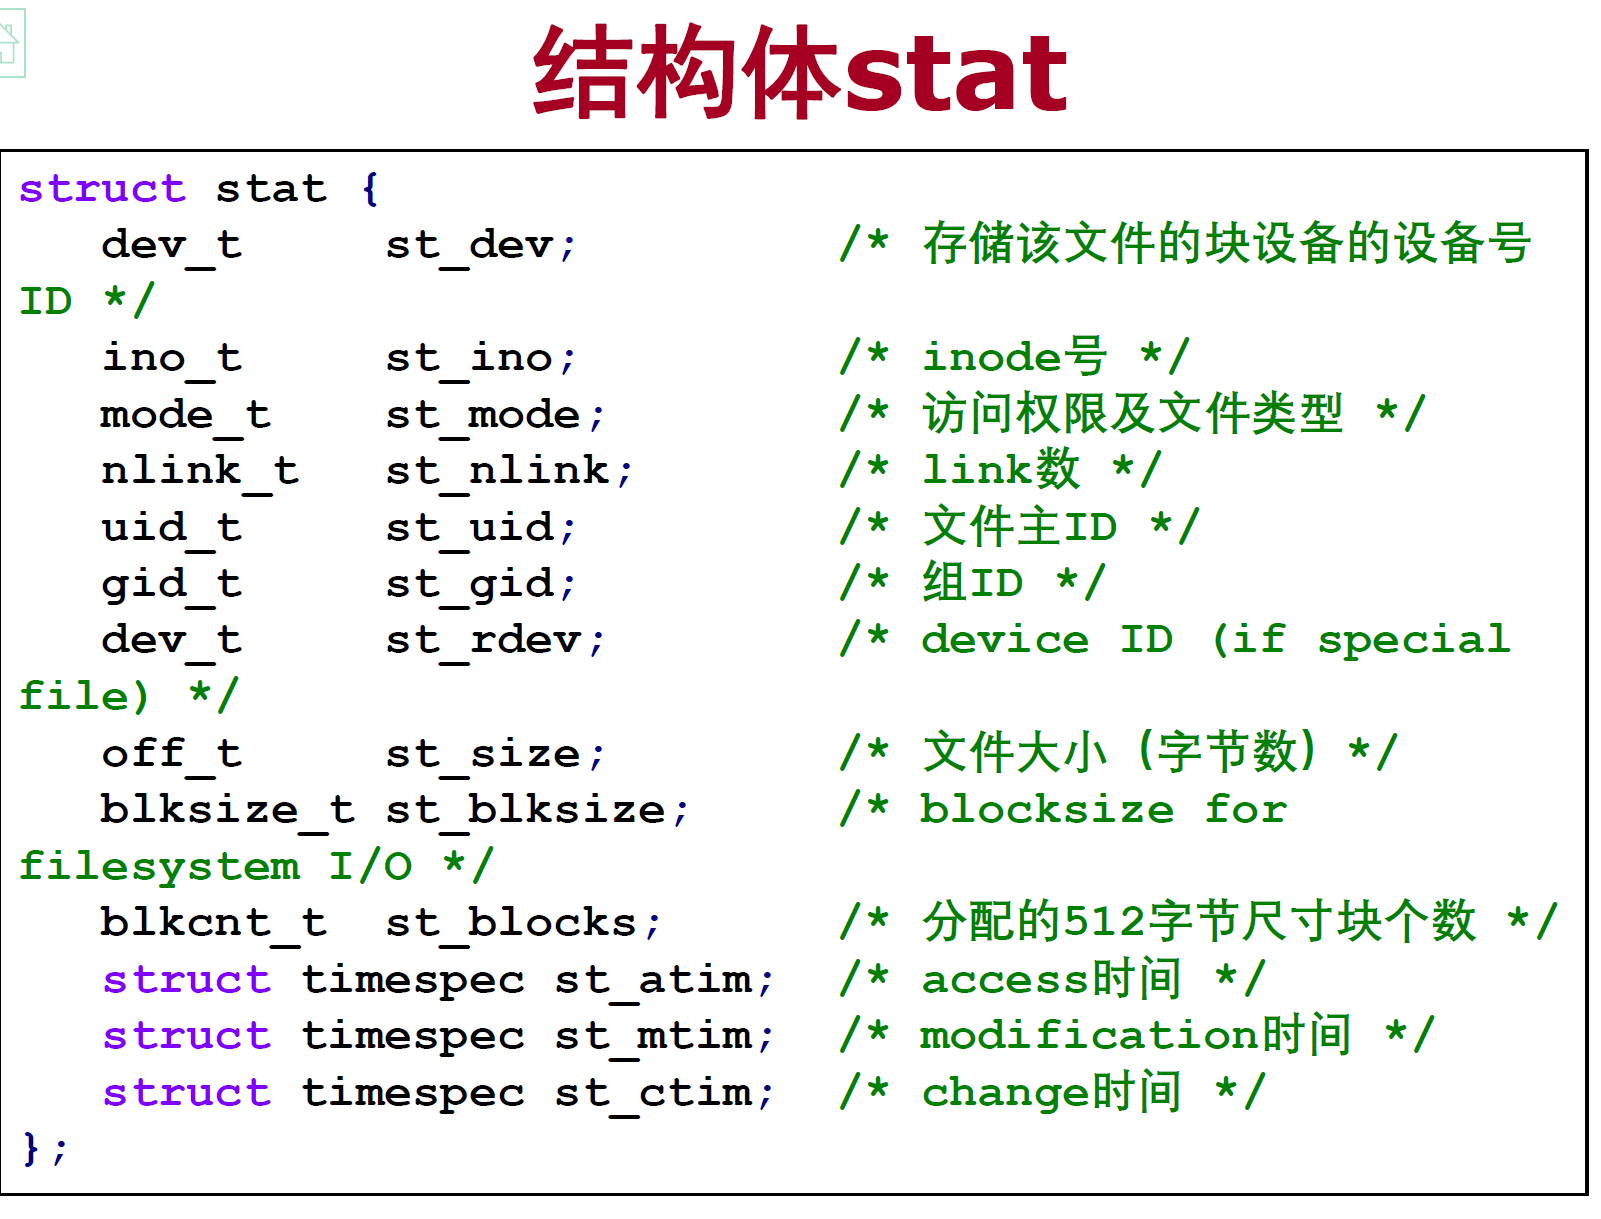 结构体stat
struct stat {
dev_t st_dev; /* 存储该文件的块设备的设备号
ID */
ino_t st_ino; /* inode号 */
mode_t st_mode; /* 访问权限及文件类型 */
nlink_t st_nlink; /* link数 */
uid_t st_uid; /* 文件主ID */
gid_t st_gid; /* 组ID */
dev_t st_rdev; /* device ID (if special
file) */
off_t st_size; /* 文件大小（字节数）*/
blksize_t st_blksize; /* blocksize for
filesystem I/O */
blkcnt_t st_blocks; /* 分配的512字节尺寸块个数 */
struct timespec st_atim; /* access时间 */
struct timespec st_mtim; /* modification时间 */
struct timespec st_ctim; /* change时间 */
};